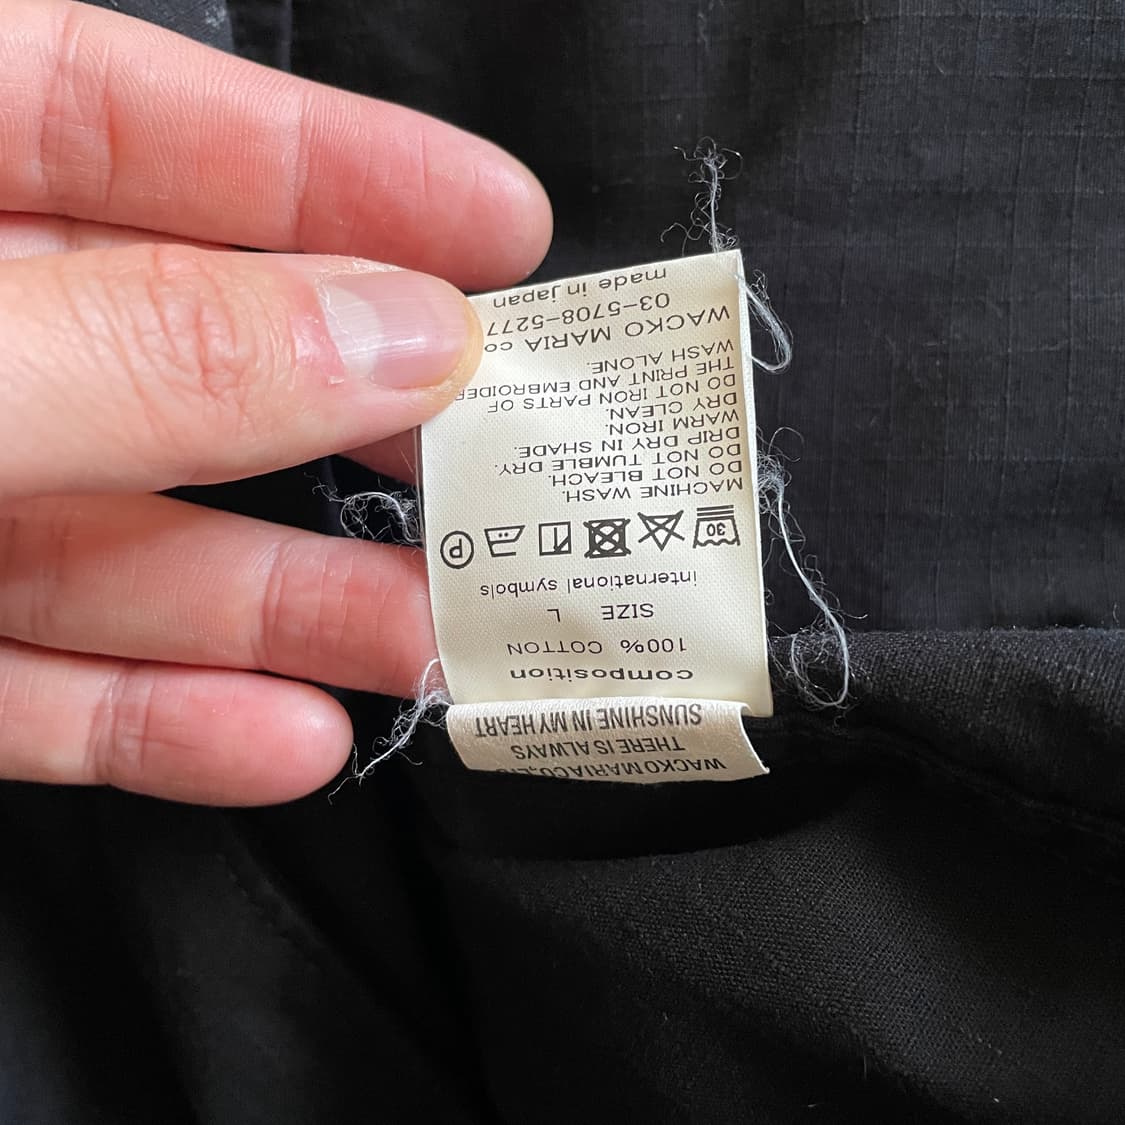 composition
100% COTTON
SIZE L
international symbols
30 P
MACHINE WASH.
DO NOT BLEACH.
DO NOT TUMBLE DRY.
DRIP DRY IN SHADE.
WARM IRON.
DRY CLEAN.
DO NOT IRON PARTS OF
THE PRINT AND EMBROIDER
WASH ALONE.
WACKO MARIA co
03-5708-5277
made in japan
WACKOMARIACO.,LTD
THERE IS ALWAYS
SUNSHINE IN MY HEART